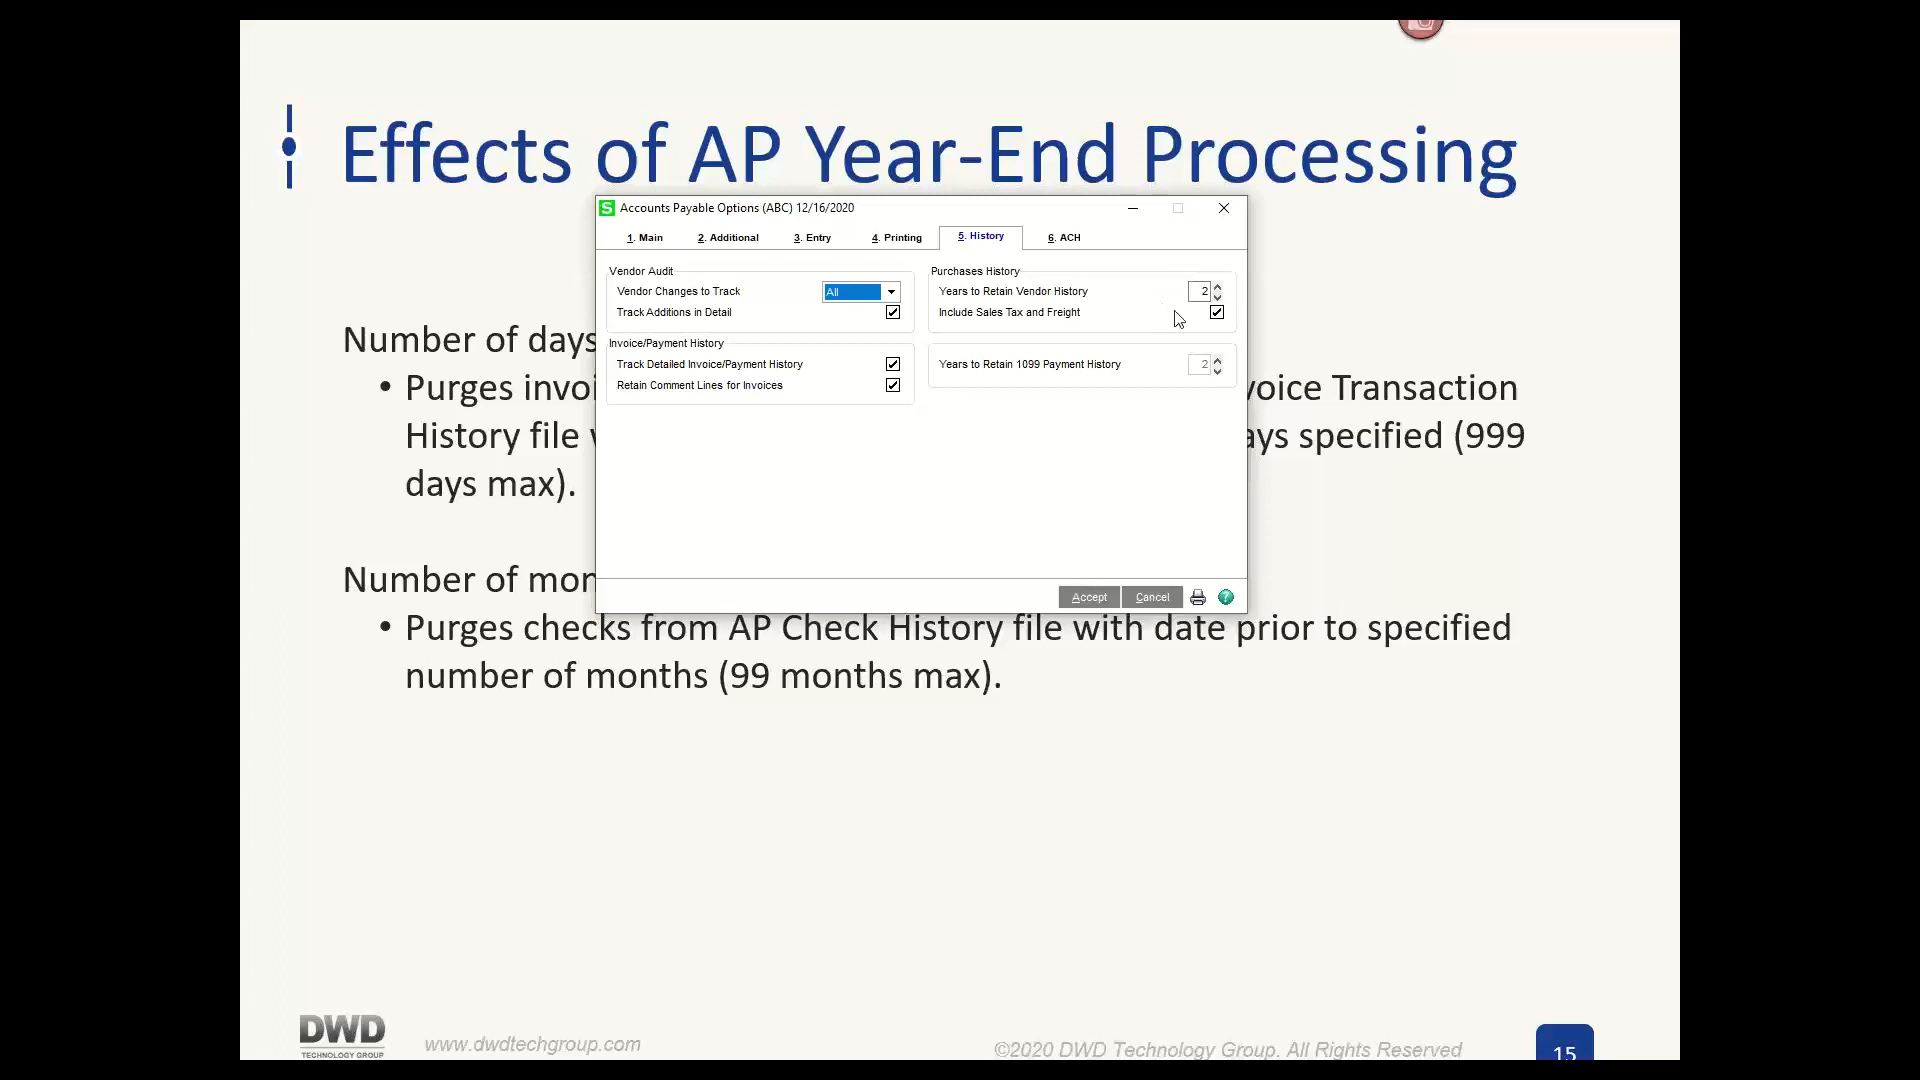 Effects of AP Year-End Processing
Accounts Payable Options (ABC) 12/16/2020
1. Main 2. Additional 3. Entry 4. Printing 5. History 6. ACH
Vendor Audit
Vendor Changes to Track All
Track Additions in Detail
Invoice/Payment History
Track Detailed Invoice/Payment History
Retain Comment Lines for Invoices
Purchases History
Years to Retain Vendor History 2
Include Sales Tax and Freight
Years to Retain 1099 Payment History 2
Accept Cancel
Number of days
• Purges invoi voice Transaction
History file ays specified (999
days max).
Number of mon
• Purges checks from AP Check History file with date prior to specified
number of months (99 months max).
DWD
TECHNOLOGY GROUP
www.dwdtechgroup.com
©2020 DWD Technology Group. All Rights Reserved
15